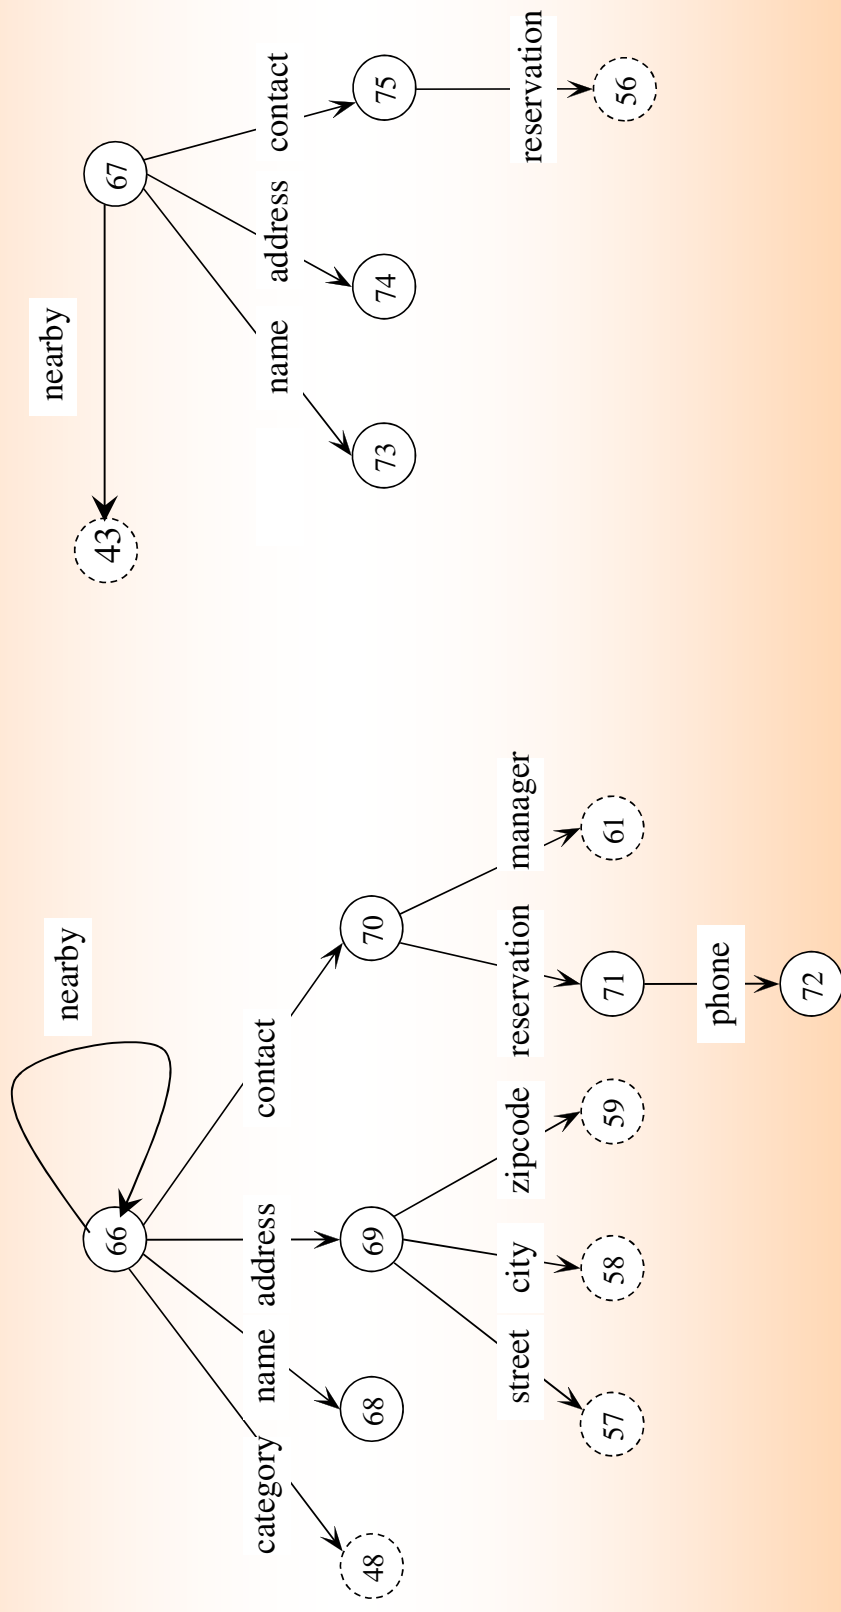 nearby
nearby
66
43
67
category
name
address
contact
name
address
contact
48
68
69
70
73
74
75
street
city
zipcode
reservation
manager
reservation
57
58
59
71
61
56
phone
72